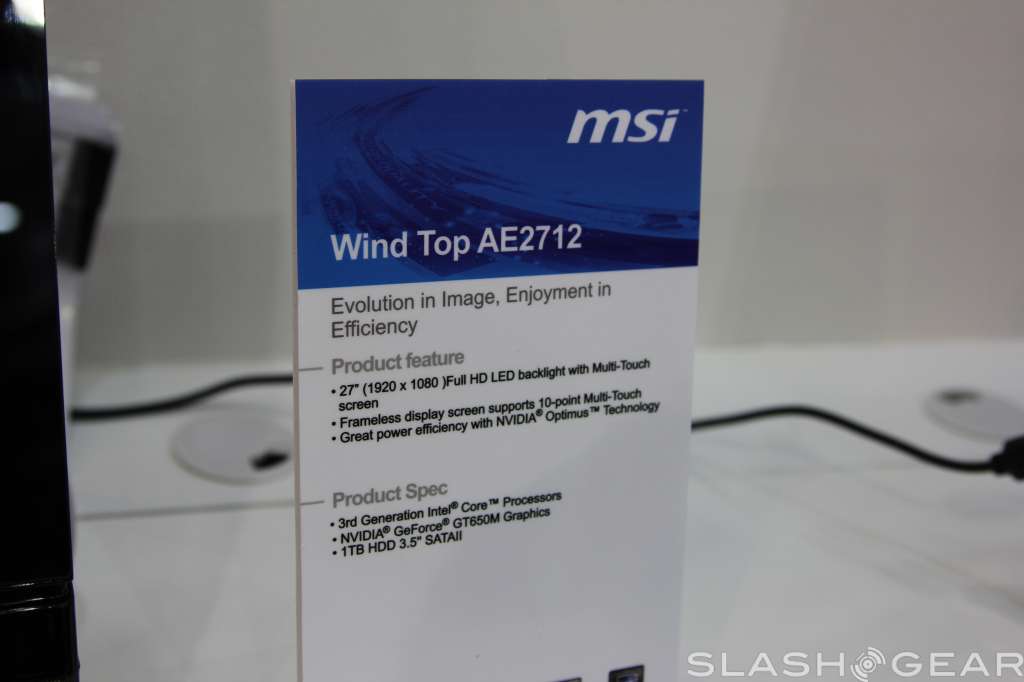 msi™
Wind Top AE2712
Evolution in Image, Enjoyment in
Efficiency
Product feature
• 27" (1920 x 1080 )Full HD LED backlight with Multi-Touch
screen
• Frameless display screen supports 10-point Multi-Touch
• Great power efficiency with NVIDIA® Optimus™ Technology
Product Spec
• 3rd Generation Intel® Core™ Processors
• NVIDIA® GeForce® GT650M Graphics
• 1TB HDD 3.5" SATAII
SLASHGEAR